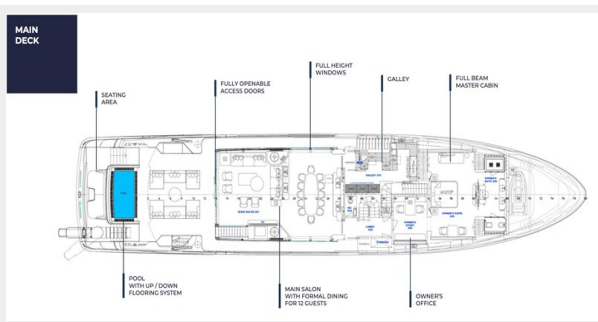 MAIN
DECK
SEATING
AREA
FULLY OPENABLE
ACCESS DOORS
FULL HEIGHT
WINDOWS
GALLEY
FULL BEAM
MASTER CABIN
POOL
WITH UP / DOWN
FLOORING SYSTEM
MAIN SALON
WITH FORMAL DINING
FOR 12 GUESTS
OWNER'S
OFFICE